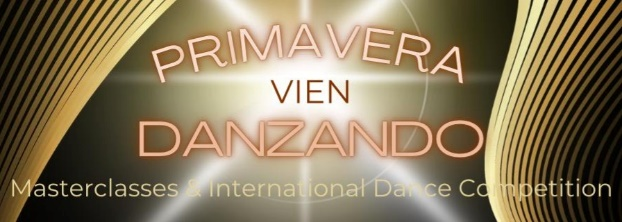 PRIMAVERA
VIEN
DANZANDO
Masterclasses & International Dance Competition